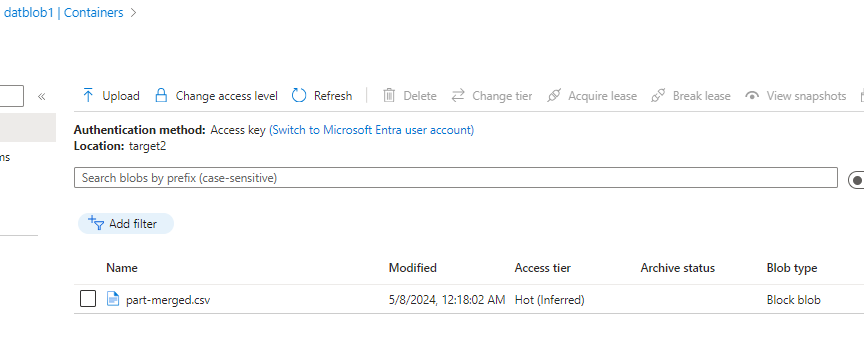 datblob1 | Containers >
«
Upload Change access level Refresh Delete Change tier Acquire lease Break lease View snapshots
Authentication method: Access key (Switch to Microsoft Entra user account)
Location: target2
ms
Search blobs by prefix (case-sensitive)
Add filter
Name Modified Access tier Archive status Blob type
part-merged.csv 5/8/2024, 12:18:02 AM Hot (Inferred) Block blob